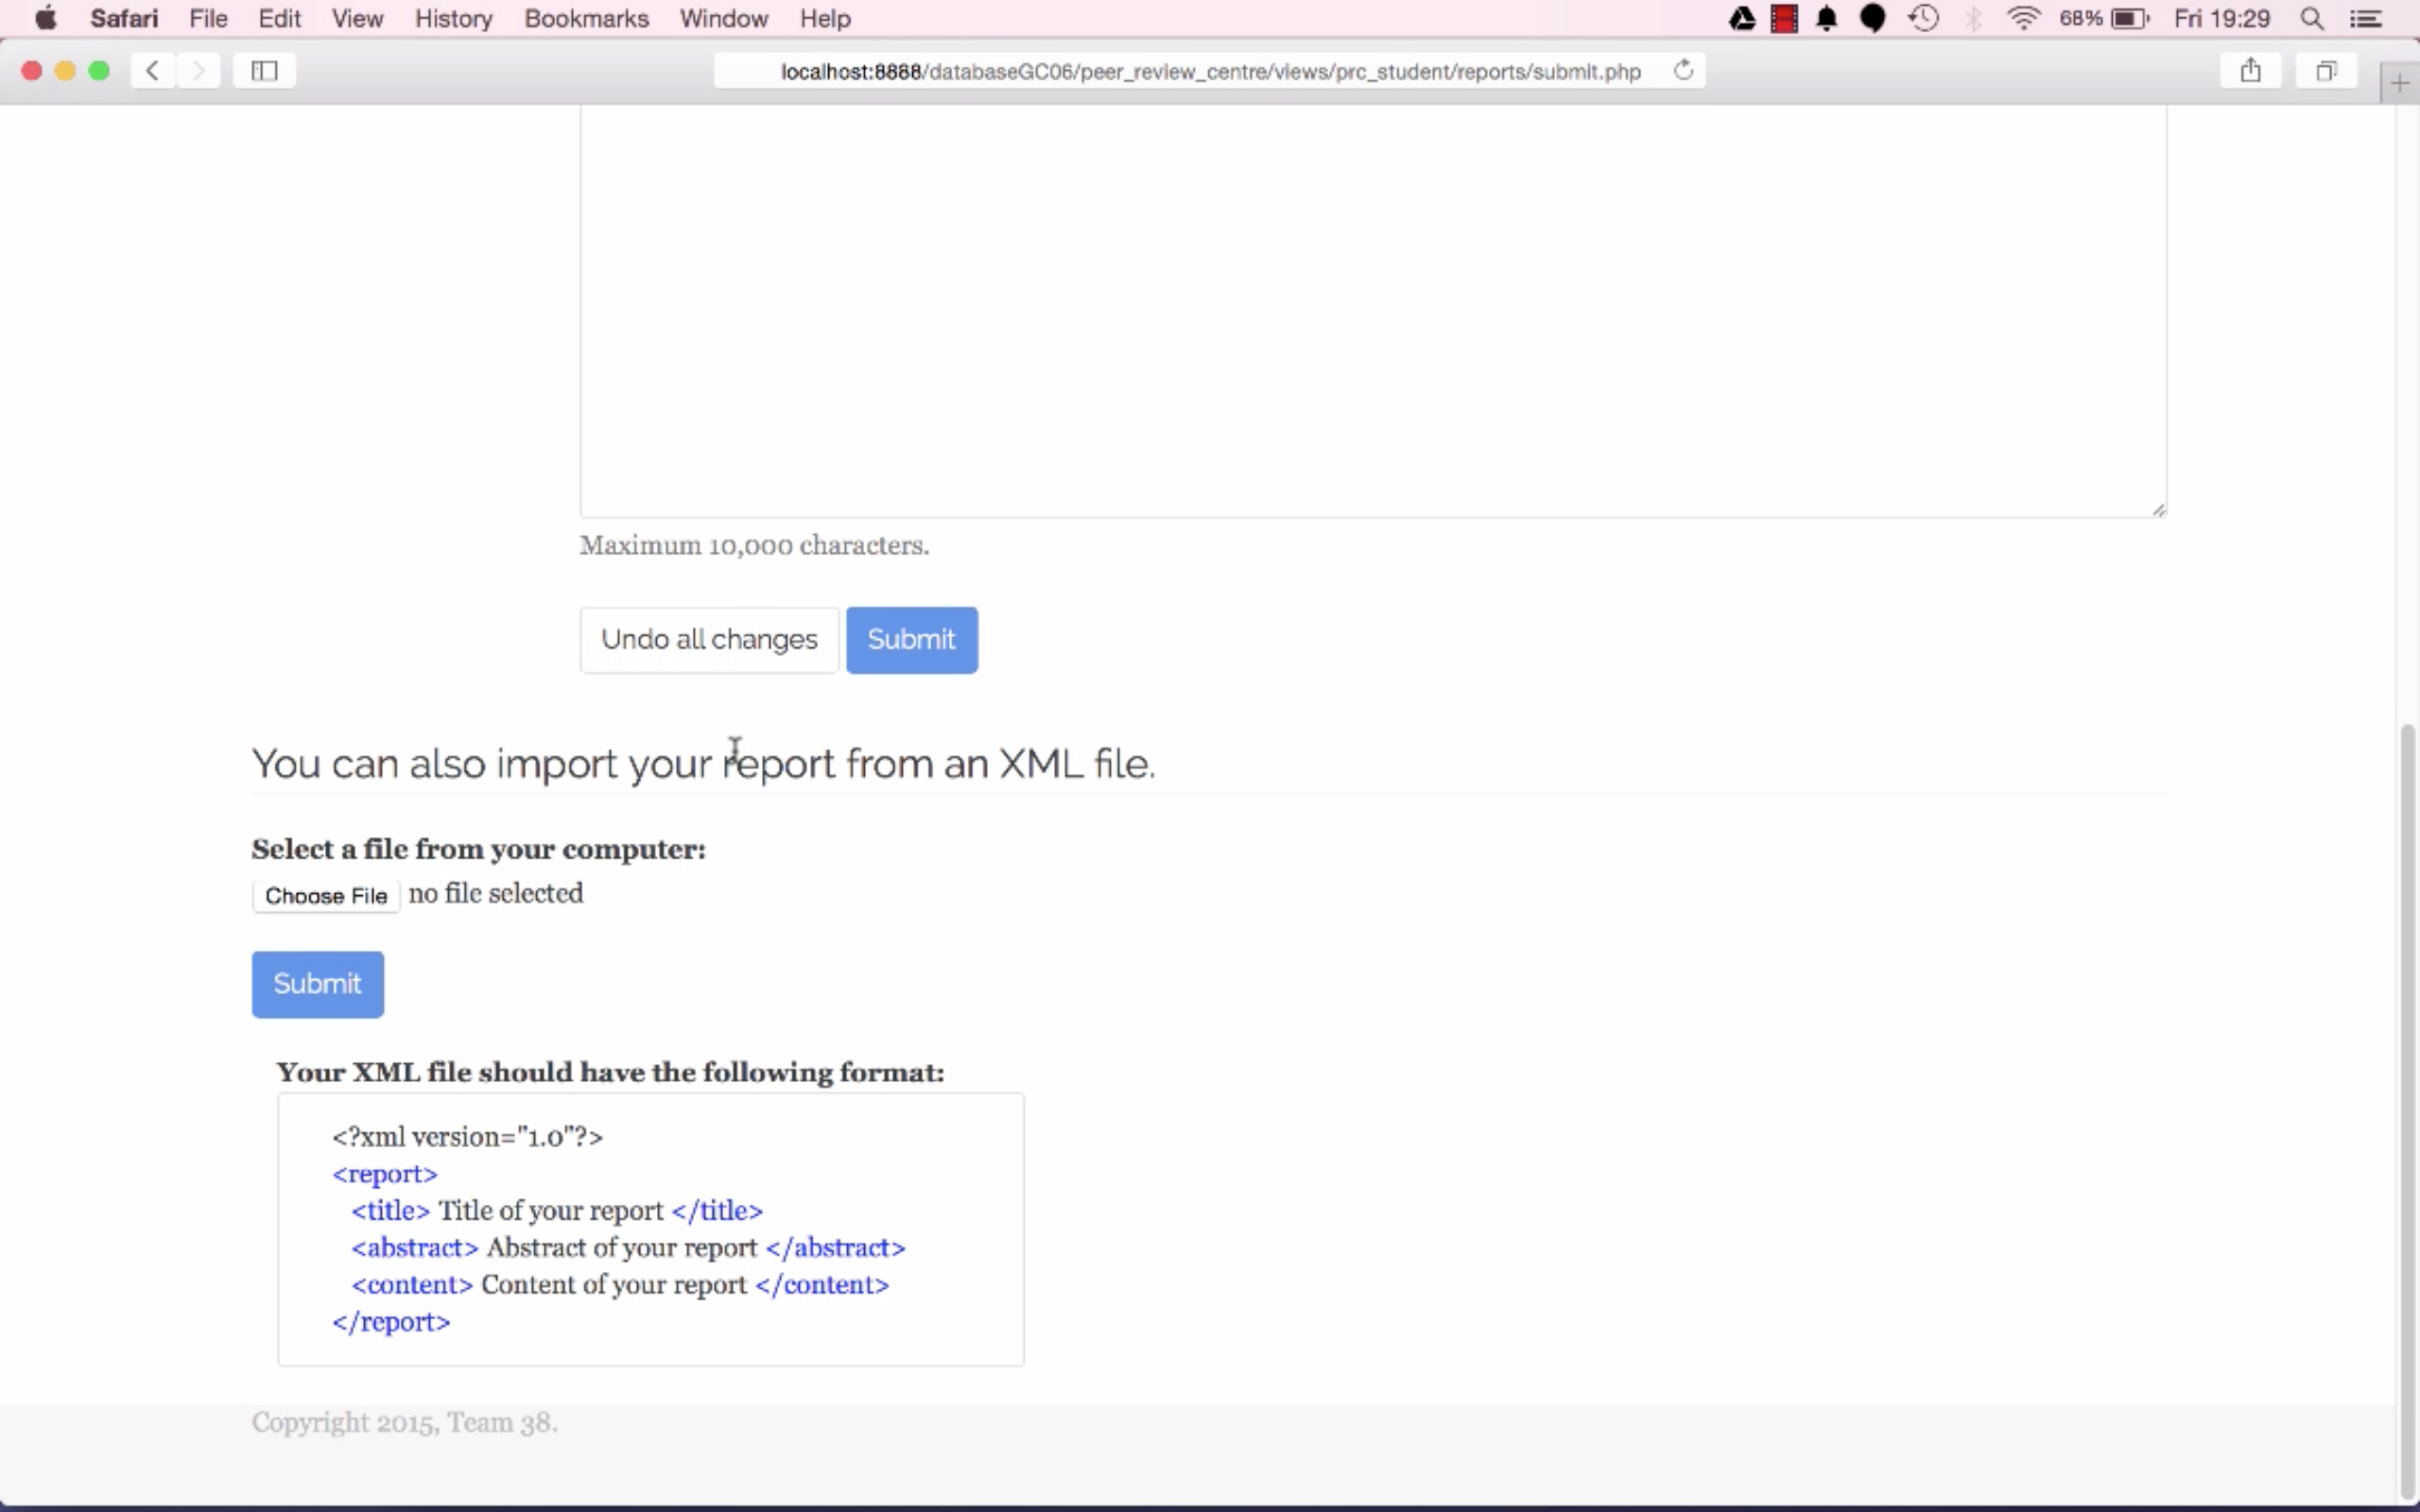 Safari File Edit View History Bookmarks Window Help 68% Fri 19:29
localhost:8888/databaseGC06/peer_review_centre/views/prc_student/reports/submit.php
Maximum 10,000 characters.
Undo all changes Submit
You can also import your report from an XML file.
Select a file from your computer:
Choose File no file selected
Submit
Your XML file should have the following format:
<?xml version="1.0"?>
<report>
<title> Title of your report </title>
<abstract> Abstract of your report </abstract>
<content> Content of your report </content>
</report>
Copyright 2015, Team 38.